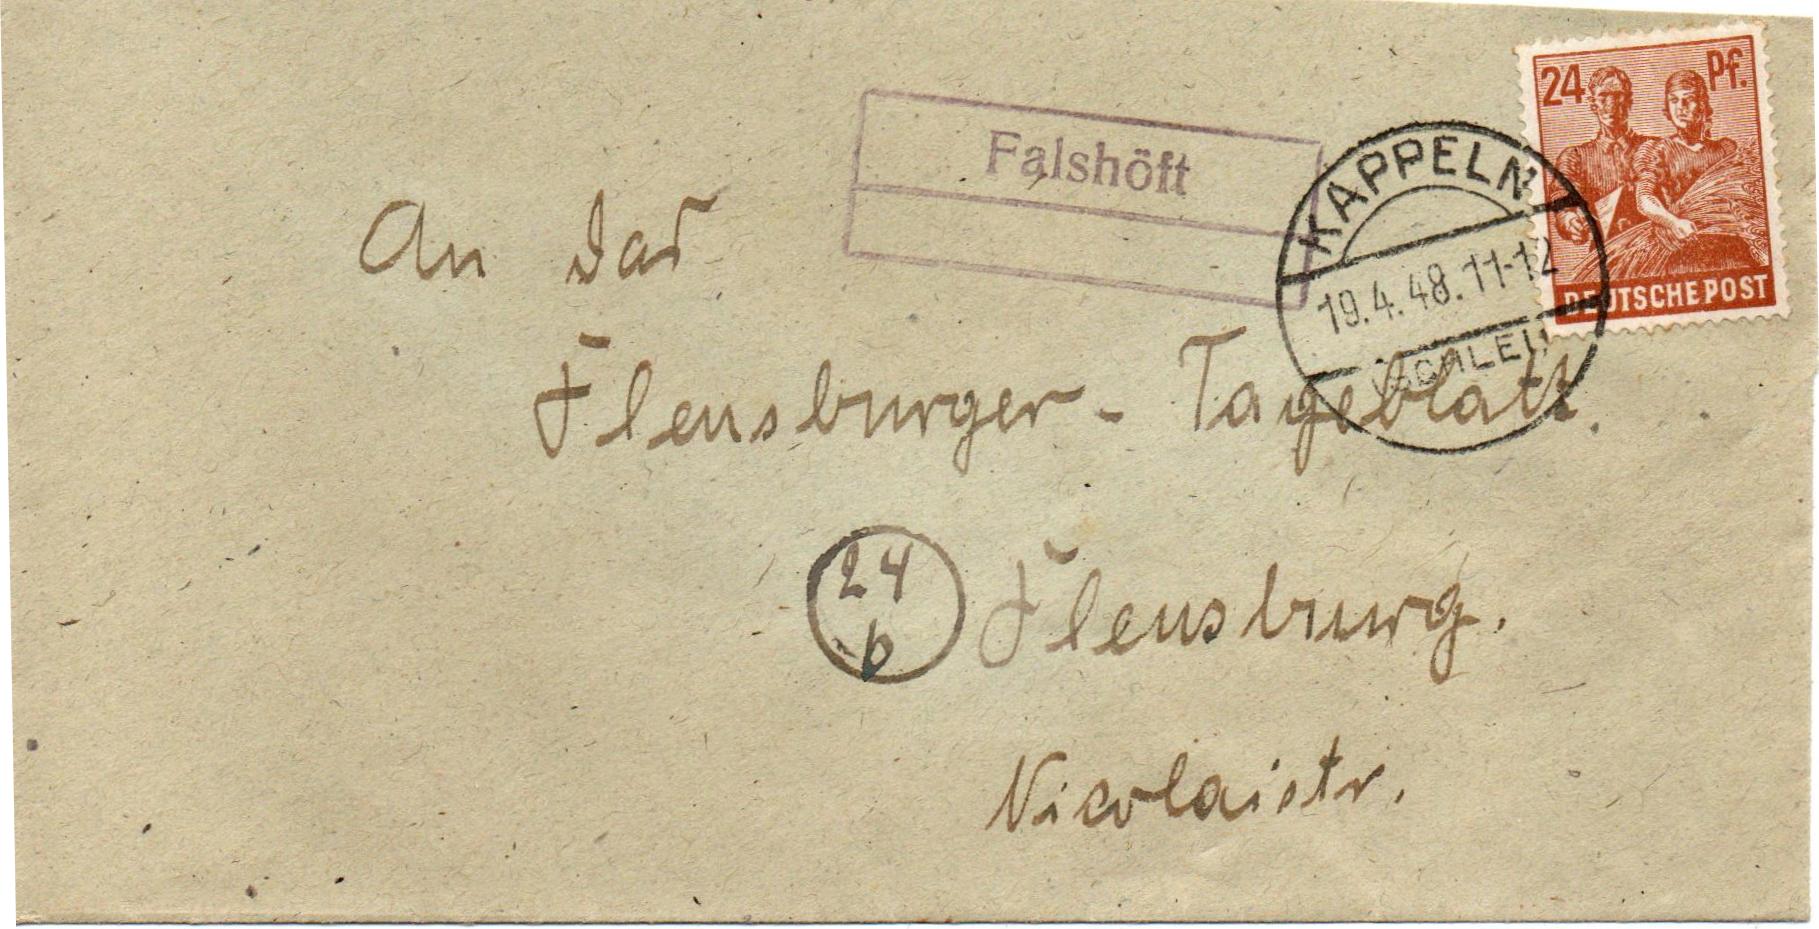 24 Pf.
DEUTSCHE POST
Falshöft
KAPPELN
19.4.48.11-12
(SCHLEI)
An das
Flensburger-Tageblatt.
24
b
Flensburg.
Nicolaistr.